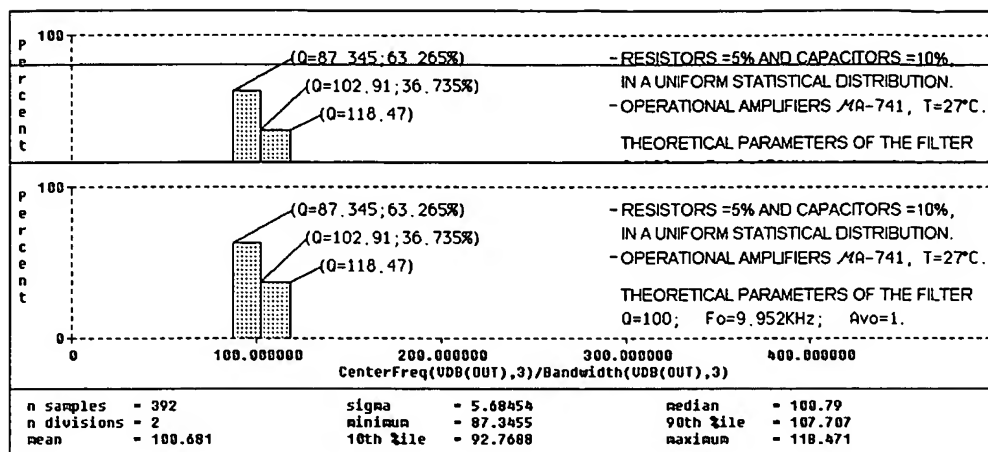 Percent
100
(Q=87.345;63.265%)
(Q=102.91;36.735%)
(Q=118.47)
- RESISTORS =5% AND CAPACITORS =10%,
IN A UNIFORM STATISTICAL DISTRIBUTION.
- OPERATIONAL AMPLIFIERS μA-741, T=27°C.
THEORETICAL PARAMETERS OF THE FILTER
Percent
100
(Q=87.345;63.265%)
(Q=102.91;36.735%)
(Q=118.47)
- RESISTORS =5% AND CAPACITORS =10%,
IN A UNIFORM STATISTICAL DISTRIBUTION.
- OPERATIONAL AMPLIFIERS μA-741, T=27°C.
THEORETICAL PARAMETERS OF THE FILTER
Q=100; Fo=9.952KHz; Avo=1.
0
0 100.000000 200.000000 300.000000 400.000000
CenterFreq(VDB(OUT),3)/Bandwidth(VDB(OUT),3)
n samples = 392 sigma = 5.68454 median = 100.79
n divisions = 2 minimum = 87.3455 90th %ile = 107.707
mean = 100.681 10th %ile = 92.7688 maximum = 118.471